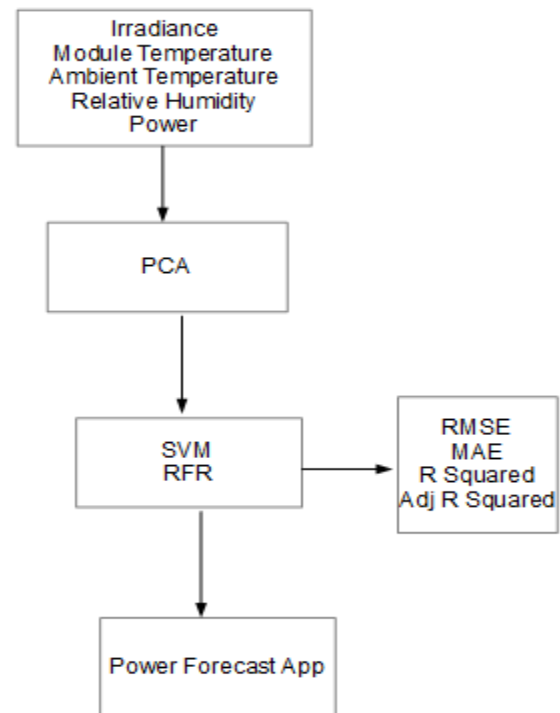 Irradiance
Module Temperature
Ambient Temperature
Relative Humidity
Power
PCA
SVM
RFR
RMSE
MAE
R Squared
Adj R Squared
Power Forecast App